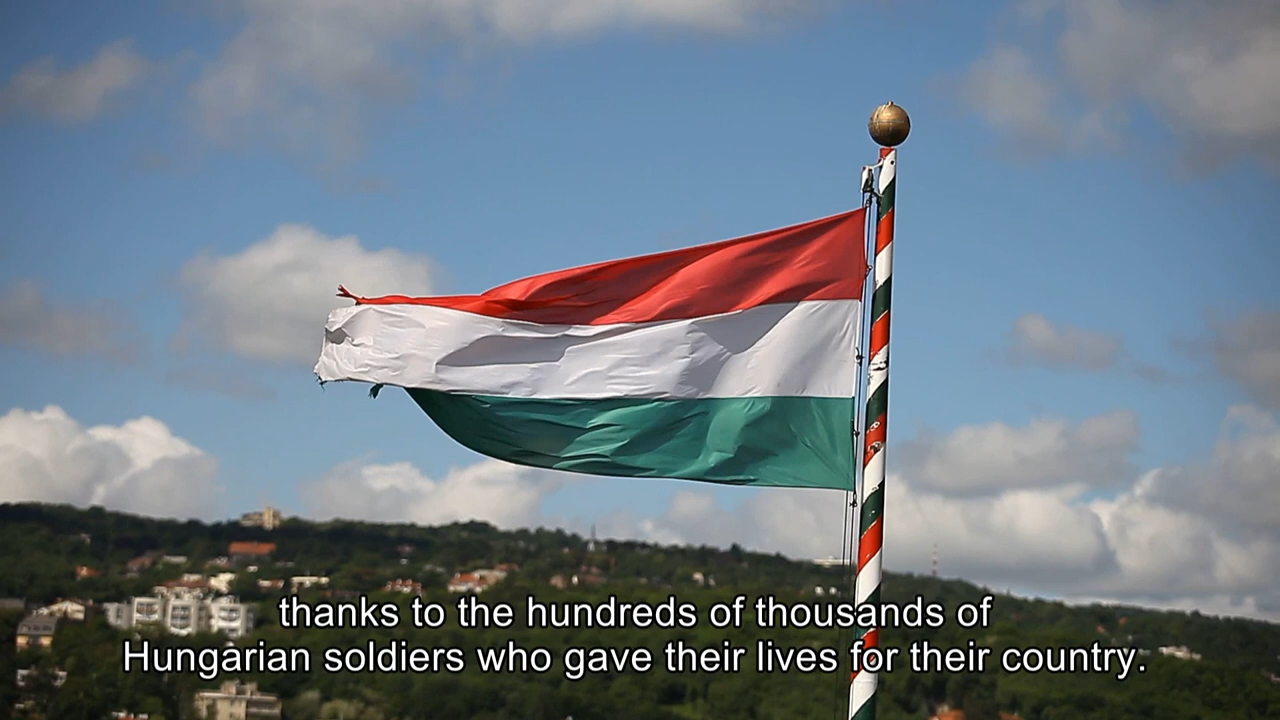 thanks to the hundreds of thousands of
Hungarian soldiers who gave their lives for their country.